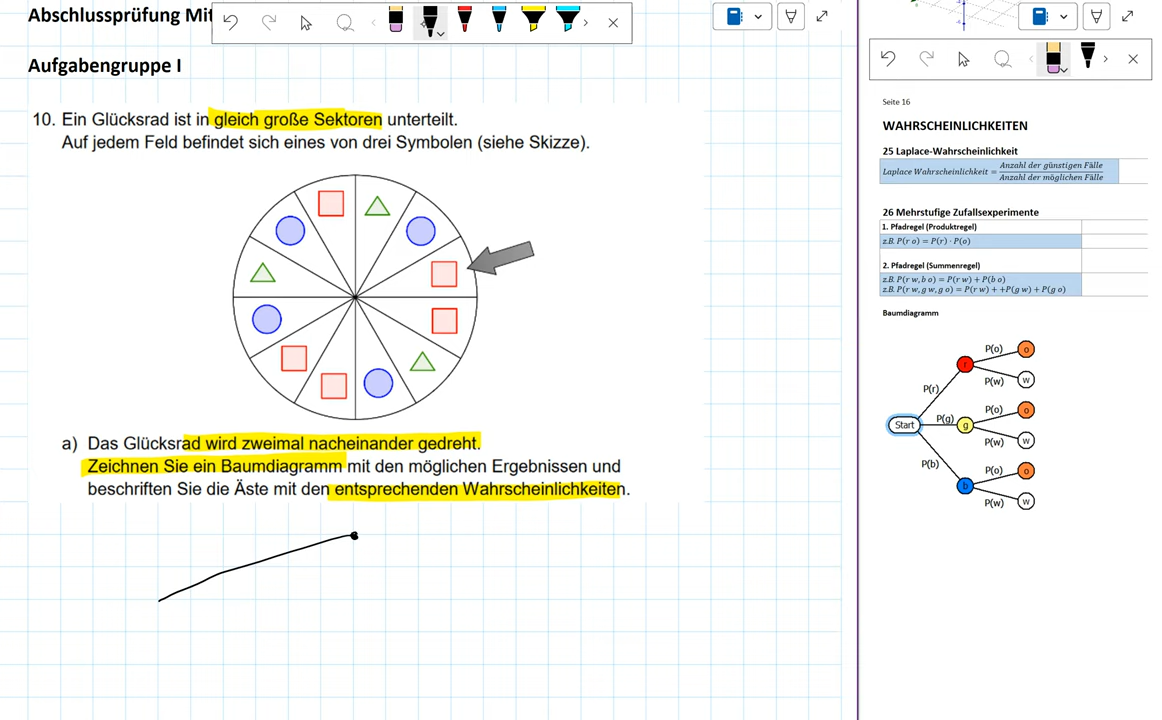 Abschlussprüfung Mit
Aufgabengruppe I
10. Ein Glücksrad ist in gleich große Sektoren unterteilt.
Auf jedem Feld befindet sich eines von drei Symbolen (siehe Skizze).
a) Das Glücksrad wird zweimal nacheinander gedreht.
Zeichnen Sie ein Baumdiagramm mit den möglichen Ergebnissen und
beschriften Sie die Äste mit den entsprechenden Wahrscheinlichkeiten.
Seite 16
WAHRSCHEINLICHKEITEN
25 Laplace-Wahrscheinlichkeit
Laplace Wahrscheinlichkeit = Anzahl der günstigen Fälle
Anzahl der möglichen Fälle
26 Mehrstufige Zufallsexperimente
1. Pfadregel (Produktregel)
z.B. P(r o) = P(r) · P(o)
2. Pfadregel (Summenregel)
z.B. P(r w, b o) = P(r w) + P(b o)
z.B. P(r w, g w, g o) = P(r w) + +P(g w) + P(g o)
Baumdiagramm
P(o) o
r
P(w) w
P(r)
P(o) o
Start P(g) g
P(w) w
P(b)
P(o) o
b
P(w) w